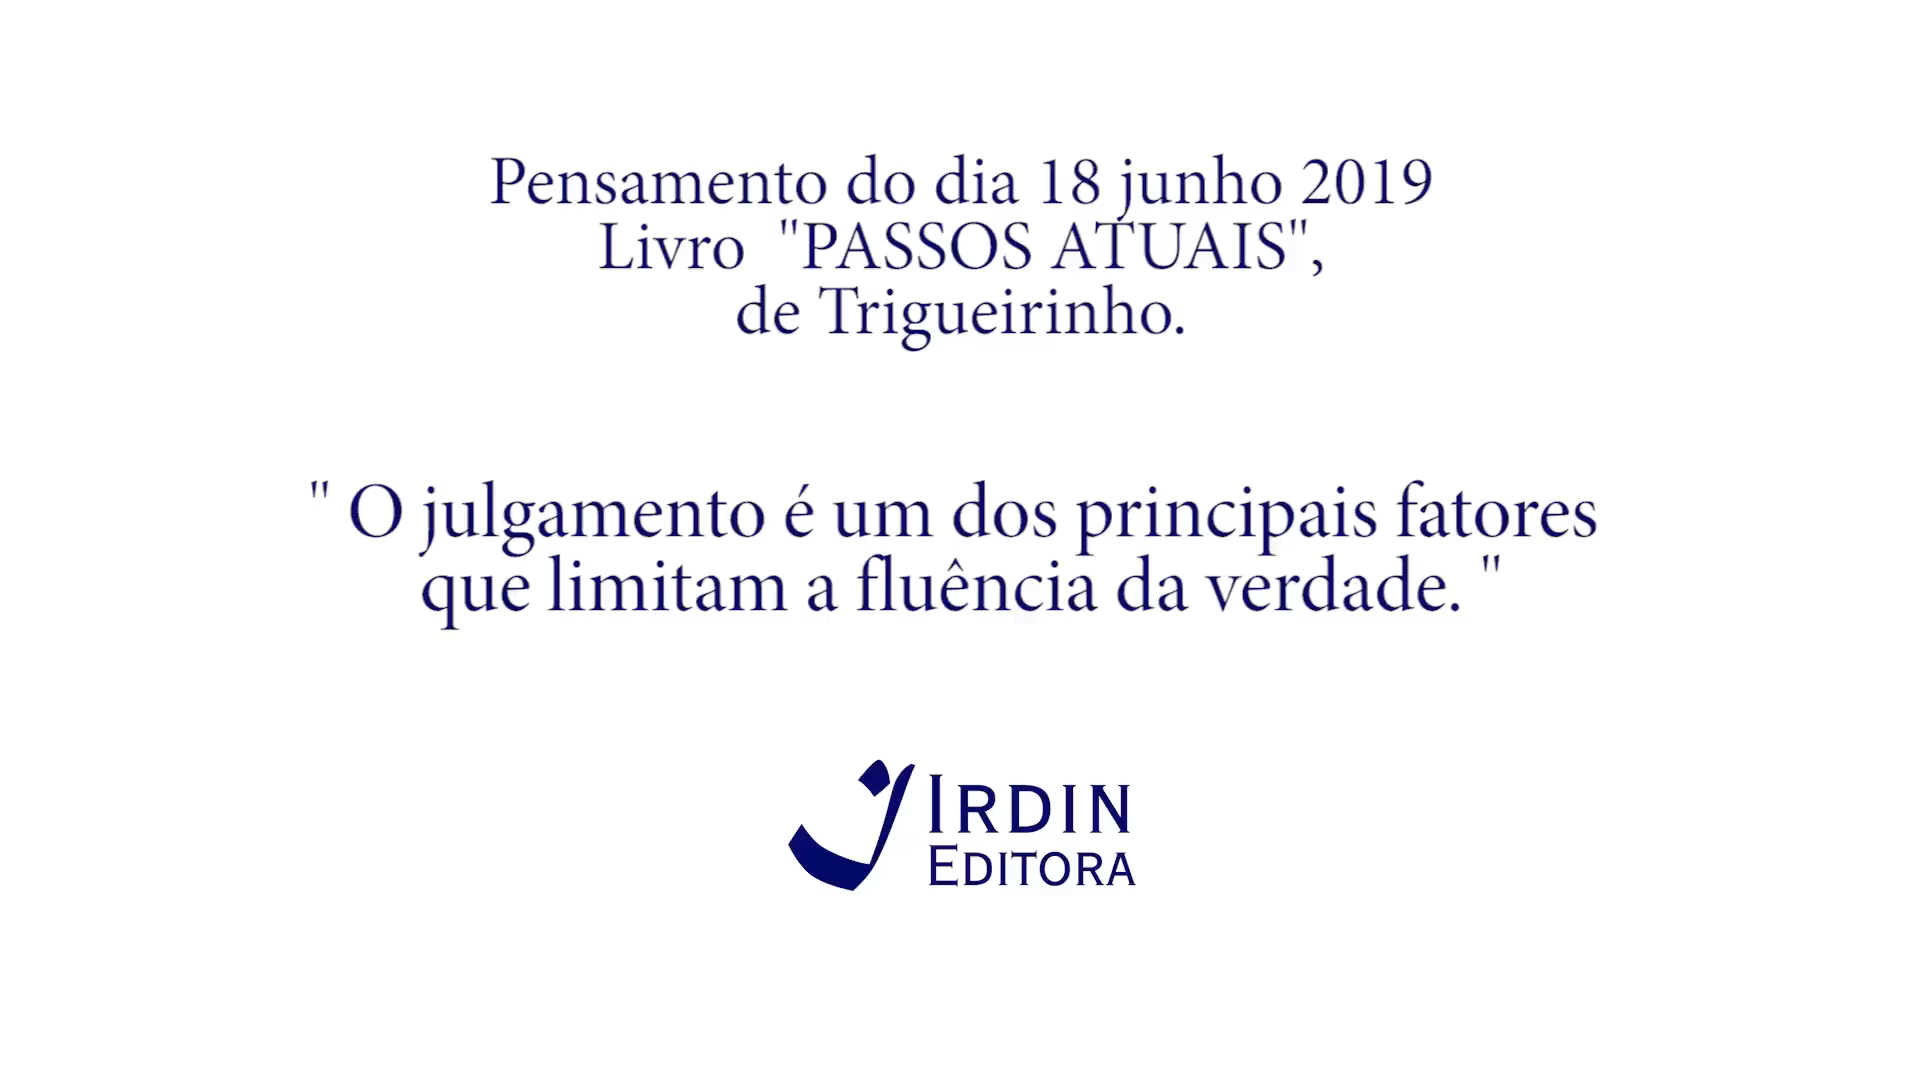 Pensamento do dia 18 junho 2019
Livro "PASSOS ATUAIS",
de Trigueirinho.
" O julgamento é um dos principais fatores
que limitam a fluência da verdade. "
IRDIN
EDITORA